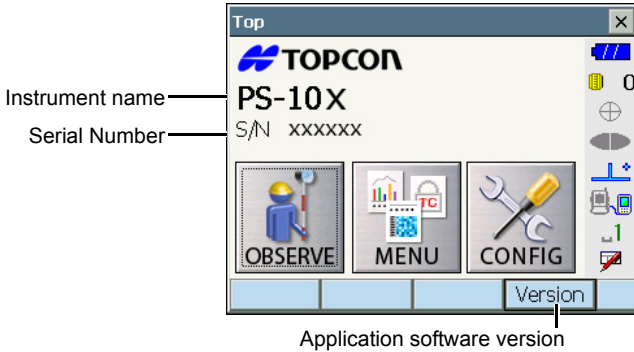 Top
TOPCON
Instrument name
PS-10X
0
Serial Number
S/N xxxxxx
TC
1
OBSERVE MENU CONFIG
Version
Application software version